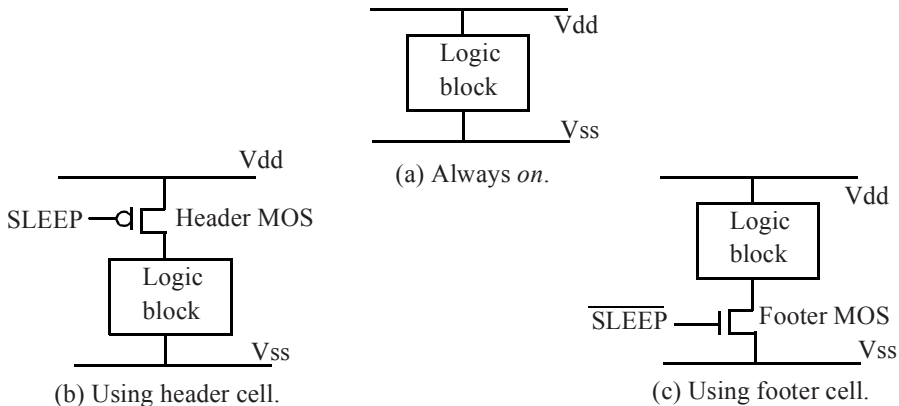 Vdd
Logic
block
Vss
(a) Always on.
Vdd
SLEEP
Header MOS
Logic
block
Vss
(b) Using header cell.
Vdd
Logic
block
SLEEP
Footer MOS
Vss
(c) Using footer cell.